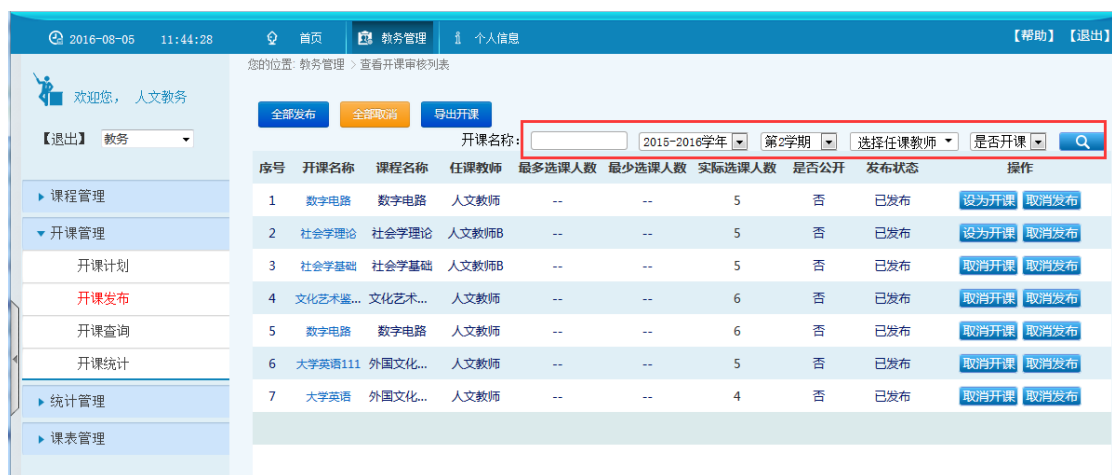 2016-08-05 11:44:28 首页 教务管理 个人信息 【帮助】 【退出】
您的位置: 教务管理 > 查看开课审核列表
欢迎您， 人文教务
【退出】 教务
全部发布 全部取消 导出开课
开课名称: 2015-2016学年 第2学期 选择任课教师 是否开课
序号 开课名称 课程名称 任课教师 最多选课人数 最少选课人数 实际选课人数 是否公开 发布状态 操作
1 数字电路 数字电路 人文教师 -- -- 5 否 已发布 设为开课 取消发布
2 社会学理论 社会学理论 人文教师B -- -- 5 否 已发布 设为开课 取消发布
3 社会学基础 社会学基础 人文教师B -- -- 5 否 已发布 取消开课 取消发布
4 文化艺术鉴... 文化艺术... 人文教师 -- -- 6 否 已发布 取消开课 取消发布
5 数字电路 数字电路 人文教师 -- -- 6 否 已发布 取消开课 取消发布
6 大学英语111 外国文化... 人文教师 -- -- 5 否 已发布 取消开课 取消发布
7 大学英语 外国文化... 人文教师 -- -- 4 否 已发布 取消开课 取消发布
课程管理
开课管理
开课计划
开课发布
开课查询
开课统计
统计管理
课表管理